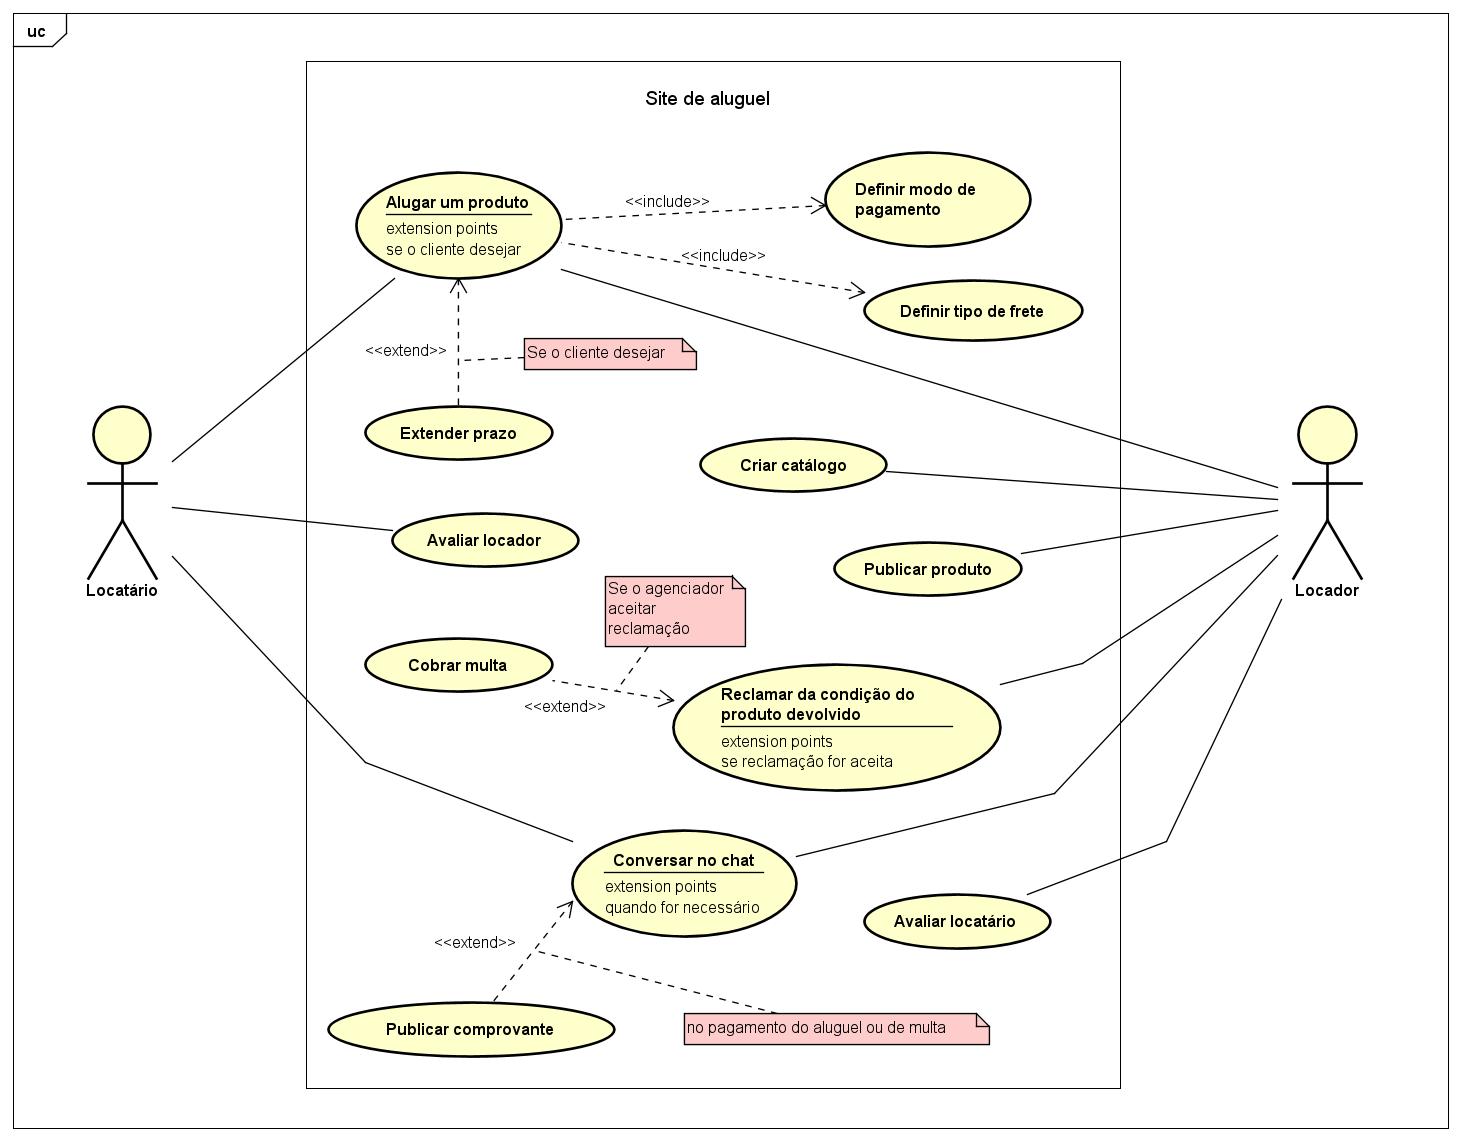 uc
Site de aluguel
Alugar um produto
extension points
se o cliente desejar
<<include>>
Definir modo de
pagamento
<<include>>
Definir tipo de frete
<<extend>>
Se o cliente desejar
Extender prazo
Criar catálogo
Avaliar locador
Publicar produto
Locatário
Locador
Se o agenciador
aceitar
reclamação
Cobrar multa
<<extend>>
Reclamar da condição do
produto devolvido
extension points
se reclamação for aceita
Conversar no chat
extension points
quando for necessário
Avaliar locatário
<<extend>>
Publicar comprovante
no pagamento do aluguel ou de multa